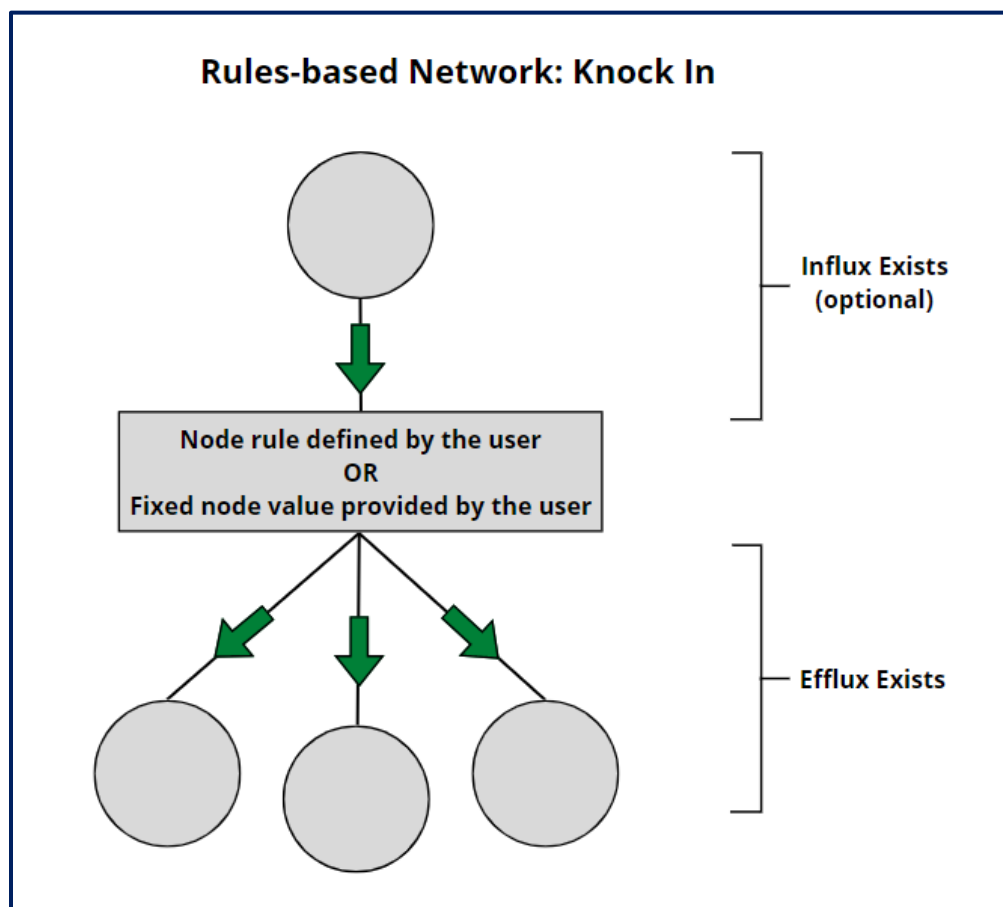 Rules-based Network: Knock In
Influx Exists
(optional)
Node rule defined by the user
OR
Fixed node value provided by the user
Efflux Exists